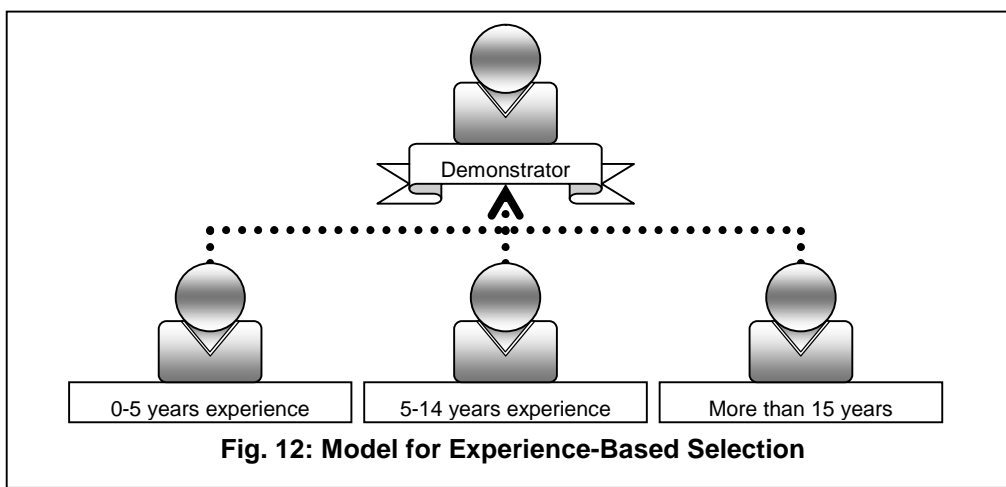 Demonstrator
0-5 years experience
5-14 years experience
More than 15 years
Fig. 12: Model for Experience-Based Selection